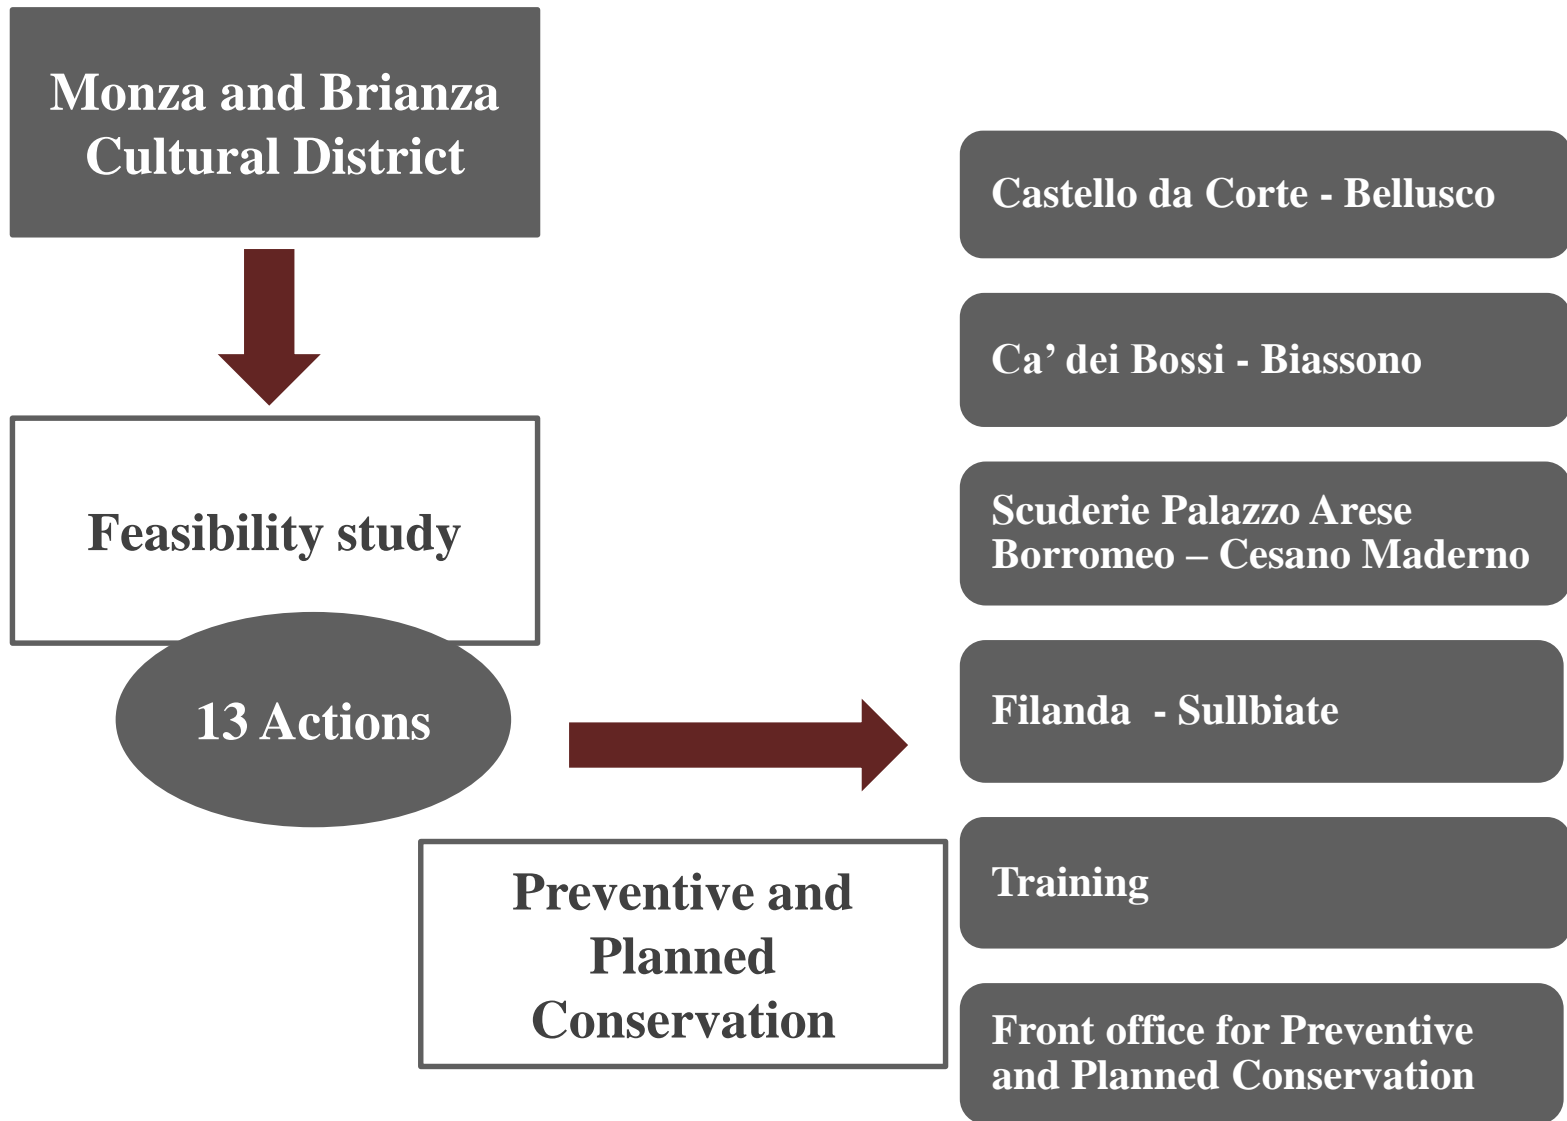 Monza and Brianza
Cultural District
Feasibility study
13 Actions
Preventive and
Planned
Conservation
Castello da Corte - Bellusco
Ca’ dei Bossi - Biassono
Scuderie Palazzo Arese
Borromeo – Cesano Maderno
Filanda  - Sullbiate
Training
Front office for Preventive
and Planned Conservation